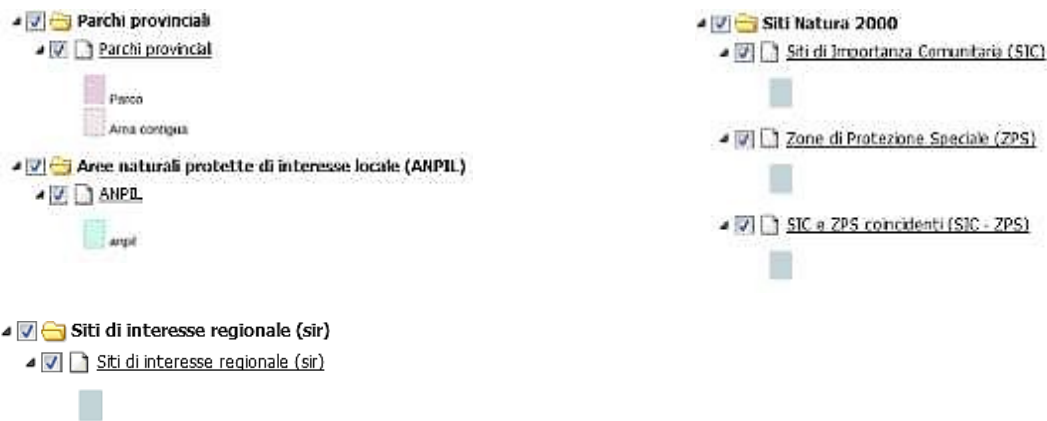 Parchi provinciali
Parchi provinciali
Parco
Area contigua
Aree naturali protette di interesse locale (ANPIL)
ANPIL
anpil
Siti Natura 2000
Siti di Importanza Comunitaria (SIC)
Zone di Protezione Speciale (ZPS)
SIC e ZPS coincidenti (SIC - ZPS)
Siti di interesse regionale (sir)
Siti di interesse regionale (sir)